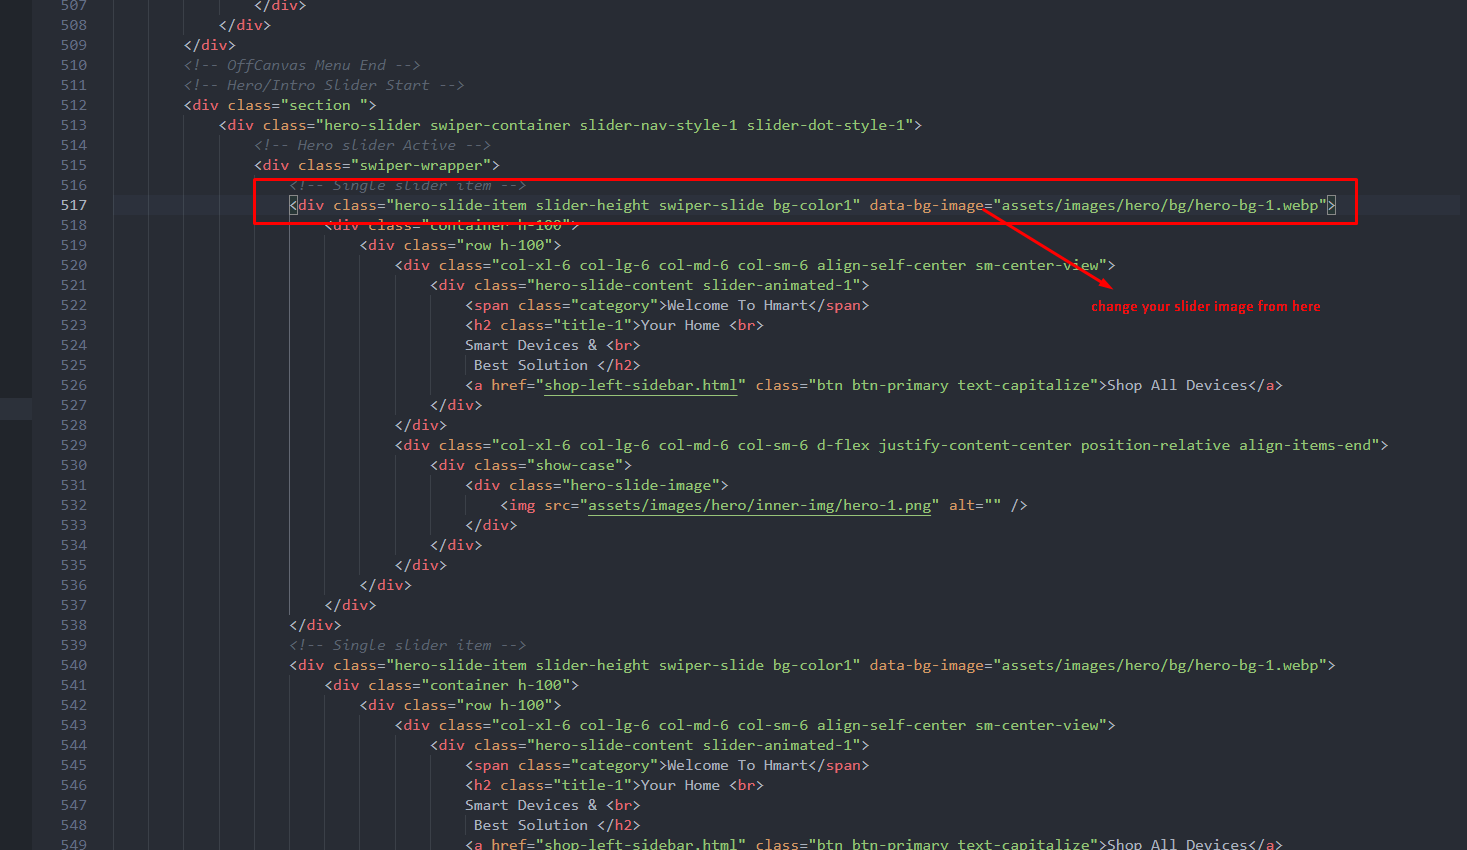 507 </div>
508 </div>
509 </div>
510 <!-- OffCanvas Menu End -->
511 <!-- Hero/Intro Slider Start -->
512 <div class="section ">
513 <div class="hero-slider swiper-container slider-nav-style-1 slider-dot-style-1">
514 <!-- Hero slider Active -->
515 <div class="swiper-wrapper">
516 <!-- Single slider item -->
517 <div class="hero-slide-item slider-height swiper-slide bg-color1" data-bg-image="assets/images/hero/bg/hero-bg-1.webp">
518 <div class="container h-100">
519 <div class="row h-100">
520 <div class="col-xl-6 col-lg-6 col-md-6 col-sm-6 align-self-center sm-center-view">
521 <div class="hero-slide-content slider-animated-1">
522 <span class="category">Welcome To Hmart</span>
change your slider image from here
523 <h2 class="title-1">Your Home <br>
524 Smart Devices & <br>
525 Best Solution </h2>
526 <a href="shop-left-sidebar.html" class="btn btn-primary text-capitalize">Shop All Devices</a>
527 </div>
528 </div>
529 <div class="col-xl-6 col-lg-6 col-md-6 col-sm-6 d-flex justify-content-center position-relative align-items-end">
530 <div class="show-case">
531 <div class="hero-slide-image">
532 <img src="assets/images/hero/inner-img/hero-1.png" alt="" />
533 </div>
534 </div>
535 </div>
536 </div>
537 </div>
538 </div>
539 <!-- Single slider item -->
540 <div class="hero-slide-item slider-height swiper-slide bg-color1" data-bg-image="assets/images/hero/bg/hero-bg-1.webp">
541 <div class="container h-100">
542 <div class="row h-100">
543 <div class="col-xl-6 col-lg-6 col-md-6 col-sm-6 align-self-center sm-center-view">
544 <div class="hero-slide-content slider-animated-1">
545 <span class="category">Welcome To Hmart</span>
546 <h2 class="title-1">Your Home <br>
547 Smart Devices & <br>
548 Best Solution </h2>
549 <a href="shop-left-sidebar.html" class="btn btn-primary text-capitalize">Shop All Devices</a>